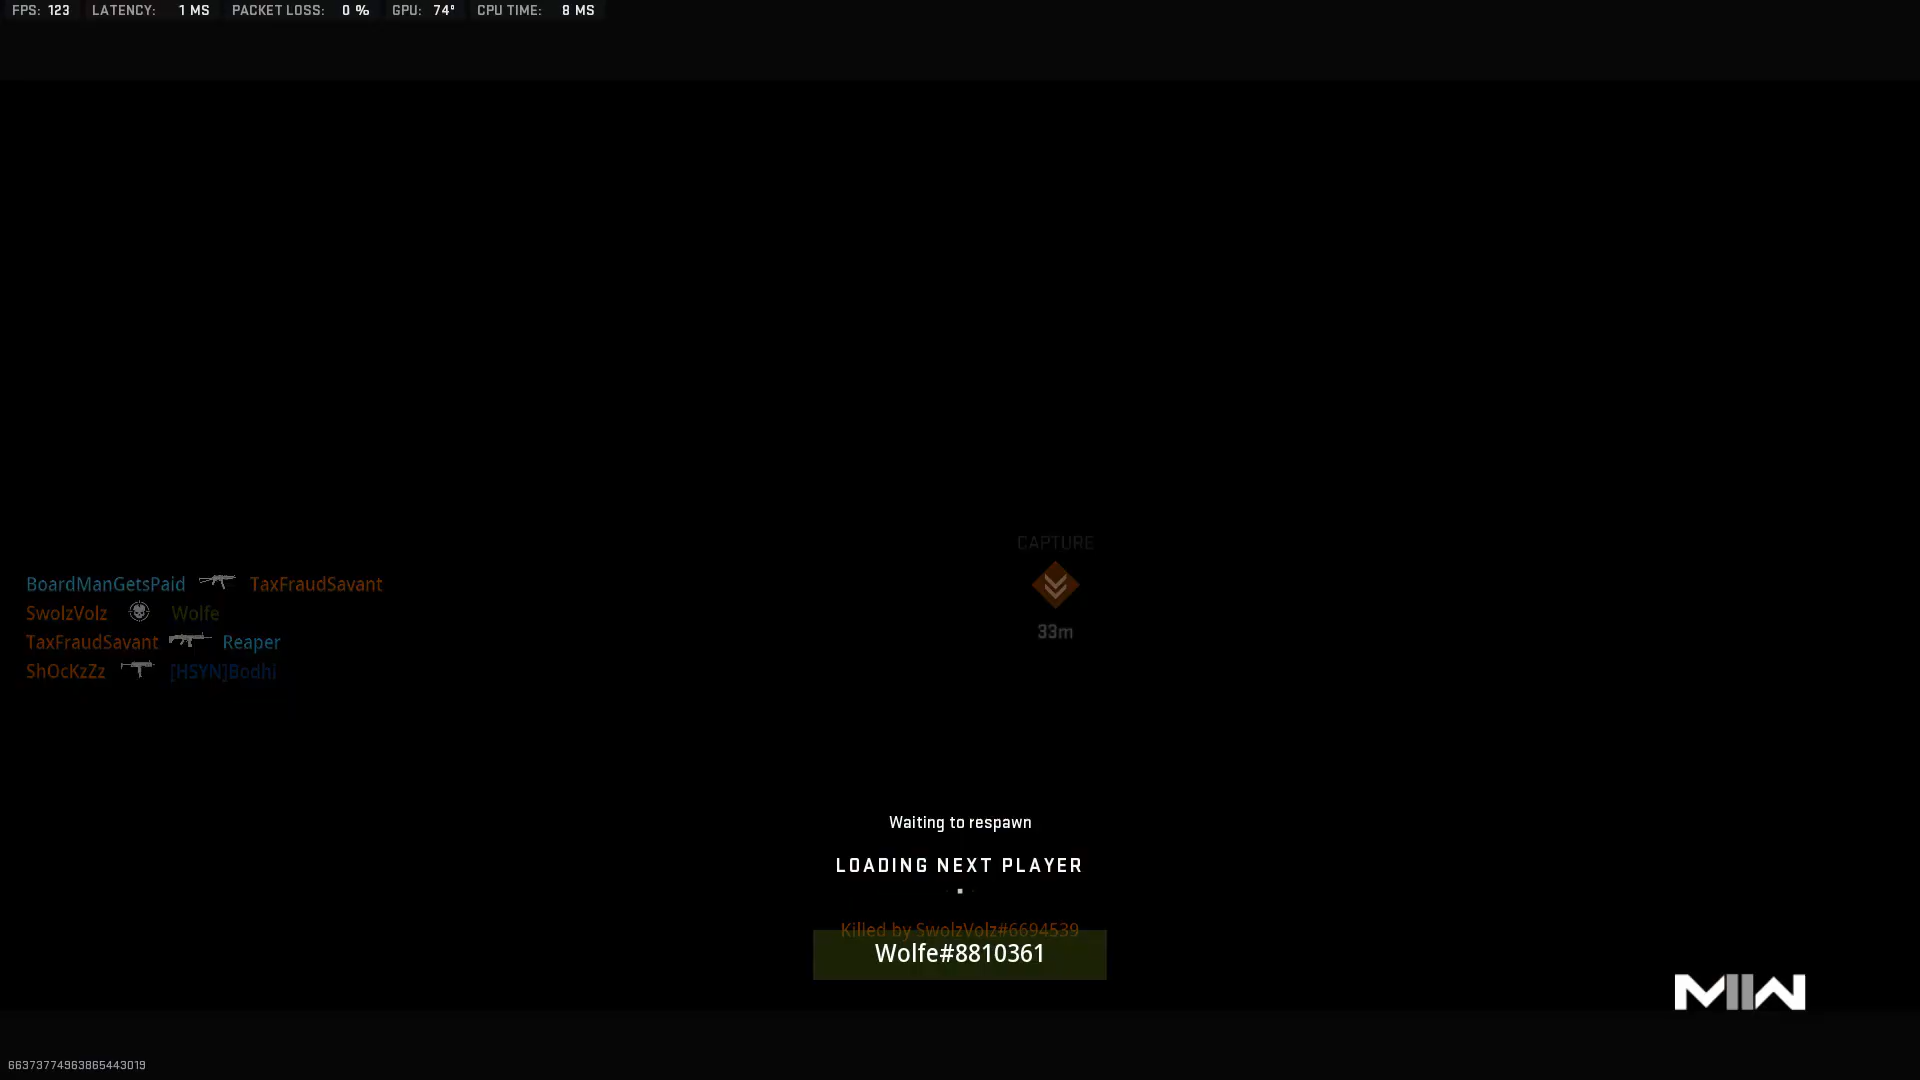 FPS: 123 LATENCY: 1 MS PACKET LOSS: 0 % GPU: 74° CPU TIME: 8 MS
CAPTURE
33m
BoardManGetsPaid TaxFraudSavant
SwolzVolz Wolfe
TaxFraudSavant Reaper
ShOcKzZz [HSYN]Bodhi
Waiting to respawn
LOADING NEXT PLAYER
Killed by SwolzVolz#6694539
Wolfe#8810361
MIIW
66373774963865443019